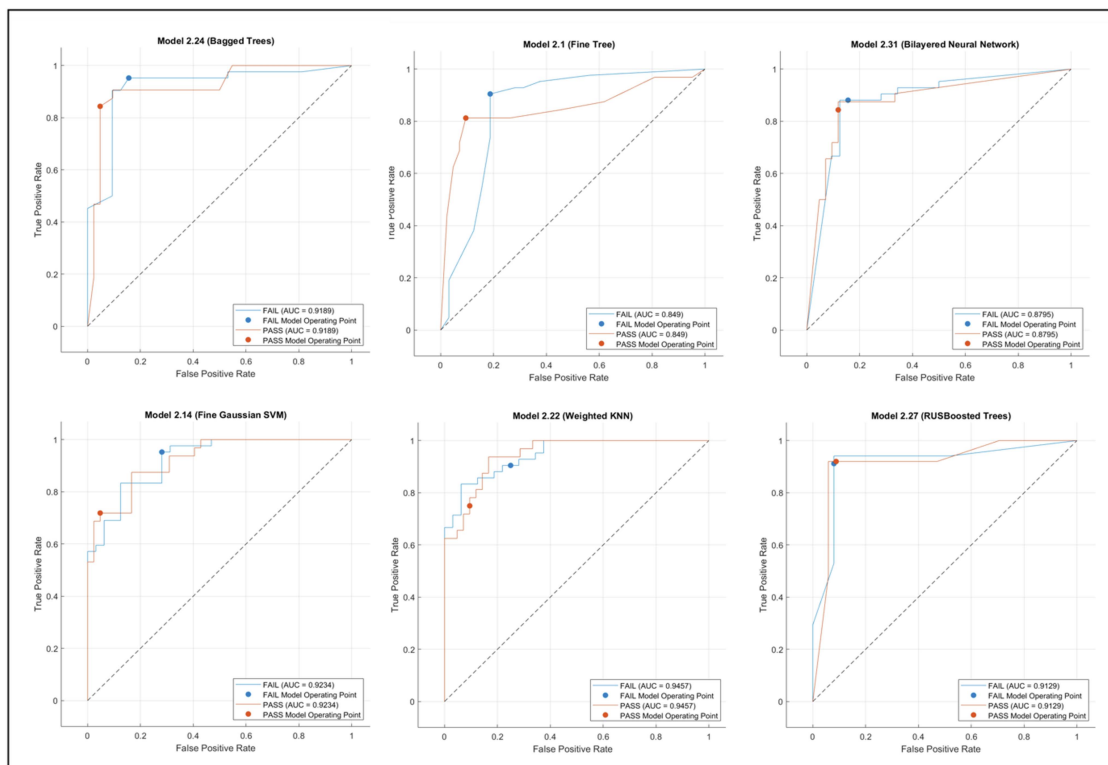 Model 2.24 (Bagged Trees)
1
0.8
0.6
0.4
0.2
0
True Positive Rate
0 0.2 0.4 0.6 0.8 1
False Positive Rate
FAIL (AUC = 0.9189)
FAIL Model Operating Point
PASS (AUC = 0.9189)
PASS Model Operating Point
Model 2.1 (Fine Tree)
1
0.8
0.6
0.4
0.2
0
True Positive Rate
0 0.2 0.4 0.6 0.8 1
False Positive Rate
FAIL (AUC = 0.849)
FAIL Model Operating Point
PASS (AUC = 0.849)
PASS Model Operating Point
Model 2.31 (Bilayered Neural Network)
1
0.8
0.6
0.4
0.2
0
True Positive Rate
0 0.2 0.4 0.6 0.8 1
False Positive Rate
FAIL (AUC = 0.8795)
FAIL Model Operating Point
PASS (AUC = 0.8795)
PASS Model Operating Point
Model 2.14 (Fine Gaussian SVM)
1
0.8
0.6
0.4
0.2
0
True Positive Rate
0 0.2 0.4 0.6 0.8 1
False Positive Rate
FAIL (AUC = 0.9234)
FAIL Model Operating Point
PASS (AUC = 0.9234)
PASS Model Operating Point
Model 2.22 (Weighted KNN)
1
0.8
0.6
0.4
0.2
0
True Positive Rate
0 0.2 0.4 0.6 0.8 1
False Positive Rate
FAIL (AUC = 0.9457)
FAIL Model Operating Point
PASS (AUC = 0.9457)
PASS Model Operating Point
Model 2.27 (RUSBoosted Trees)
1
0.8
0.6
0.4
0.2
0
True Positive Rate
0 0.2 0.4 0.6 0.8 1
False Positive Rate
FAIL (AUC = 0.9129)
FAIL Model Operating Point
PASS (AUC = 0.9129)
PASS Model Operating Point